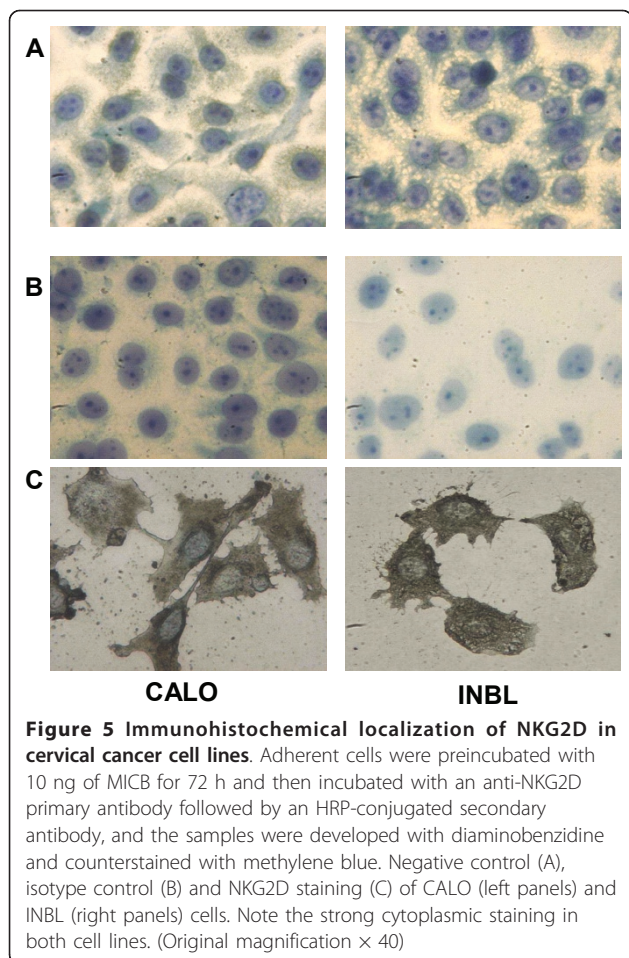 A
B
C
CALO INBL
Figure 5 Immunohistochemical localization of NKG2D in
cervical cancer cell lines. Adherent cells were preincubated with
10 ng of MICB for 72 h and then incubated with an anti-NKG2D
primary antibody followed by an HRP-conjugated secondary
antibody, and the samples were developed with diaminobenzidine
and counterstained with methylene blue. Negative control (A),
isotype control (B) and NKG2D staining (C) of CALO (left panels) and
INBL (right panels) cells. Note the strong cytoplasmic staining in
both cell lines. (Original magnification × 40)